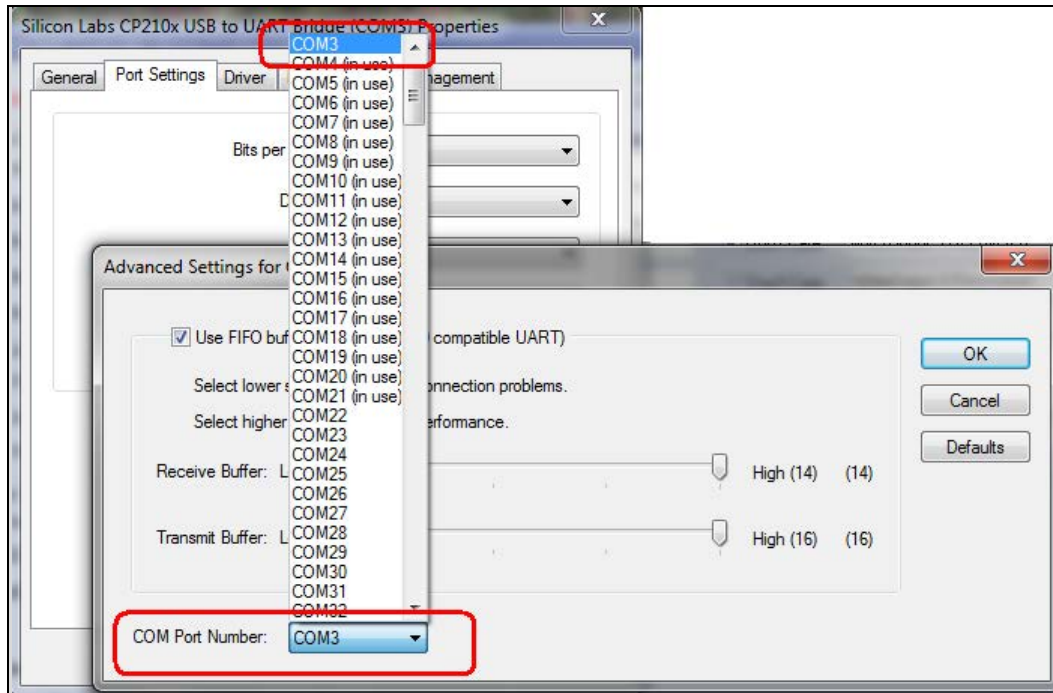 Silicon Labs CP210x USB to UART Bridge (COM3) Properties
General Port Settings Driver nagement
Bits per
D
COM3
COM4 (in use)
COM5 (in use)
COM6 (in use)
COM7 (in use)
COM8 (in use)
COM9 (in use)
COM10 (in use)
COM11 (in use)
COM12 (in use)
COM13 (in use)
COM14 (in use)
COM15 (in use)
COM16 (in use)
COM17 (in use)
COM18 (in use)
COM19 (in use)
COM20 (in use)
COM21 (in use)
COM22
COM23
COM24
COM25
COM26
COM27
COM28
COM29
COM30
COM31
COM32
Advanced Settings for
Use FIFO buf compatible UART)
Select lower s onnection problems.
Select higher erformance.
Receive Buffer: L High (14) (14)
Transmit Buffer: L High (16) (16)
COM Port Number: COM3
OK
Cancel
Defaults